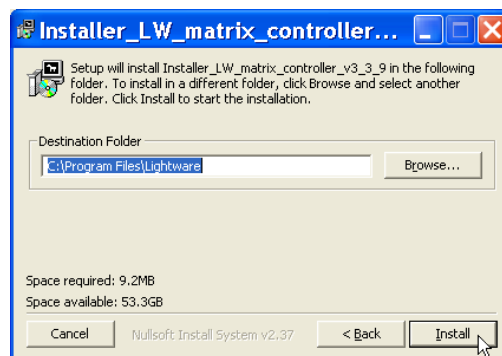 Installer_LW_matrix_controller...
Setup will install Installer_LW_matrix_controller_v3_3_9 in the following
folder. To install in a different folder, click Browse and select another
folder. Click Install to start the installation.
Destination Folder
C:\Program Files\Lightware
Browse...
Space required: 9.2MB
Space available: 53.3GB
Cancel
Nullsoft Install System v2.37
< Back
Install